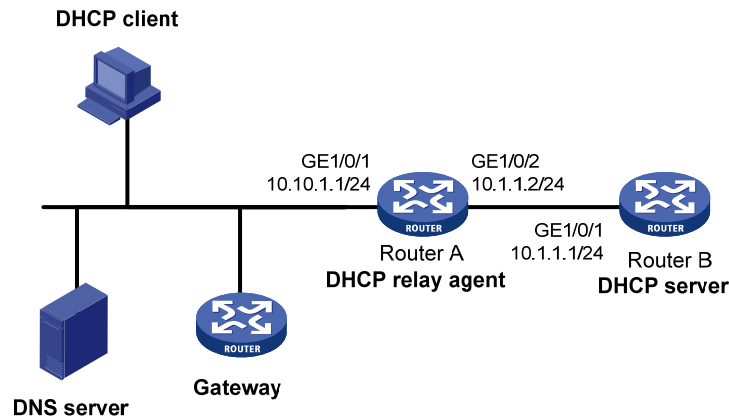 DHCP client
GE1/0/1
10.10.1.1/24
GE1/0/2
10.1.1.2/24
ROUTER
Router A
DHCP relay agent
GE1/0/1
10.1.1.1/24
ROUTER
Router B
DHCP server
DNS server
ROUTER
Gateway